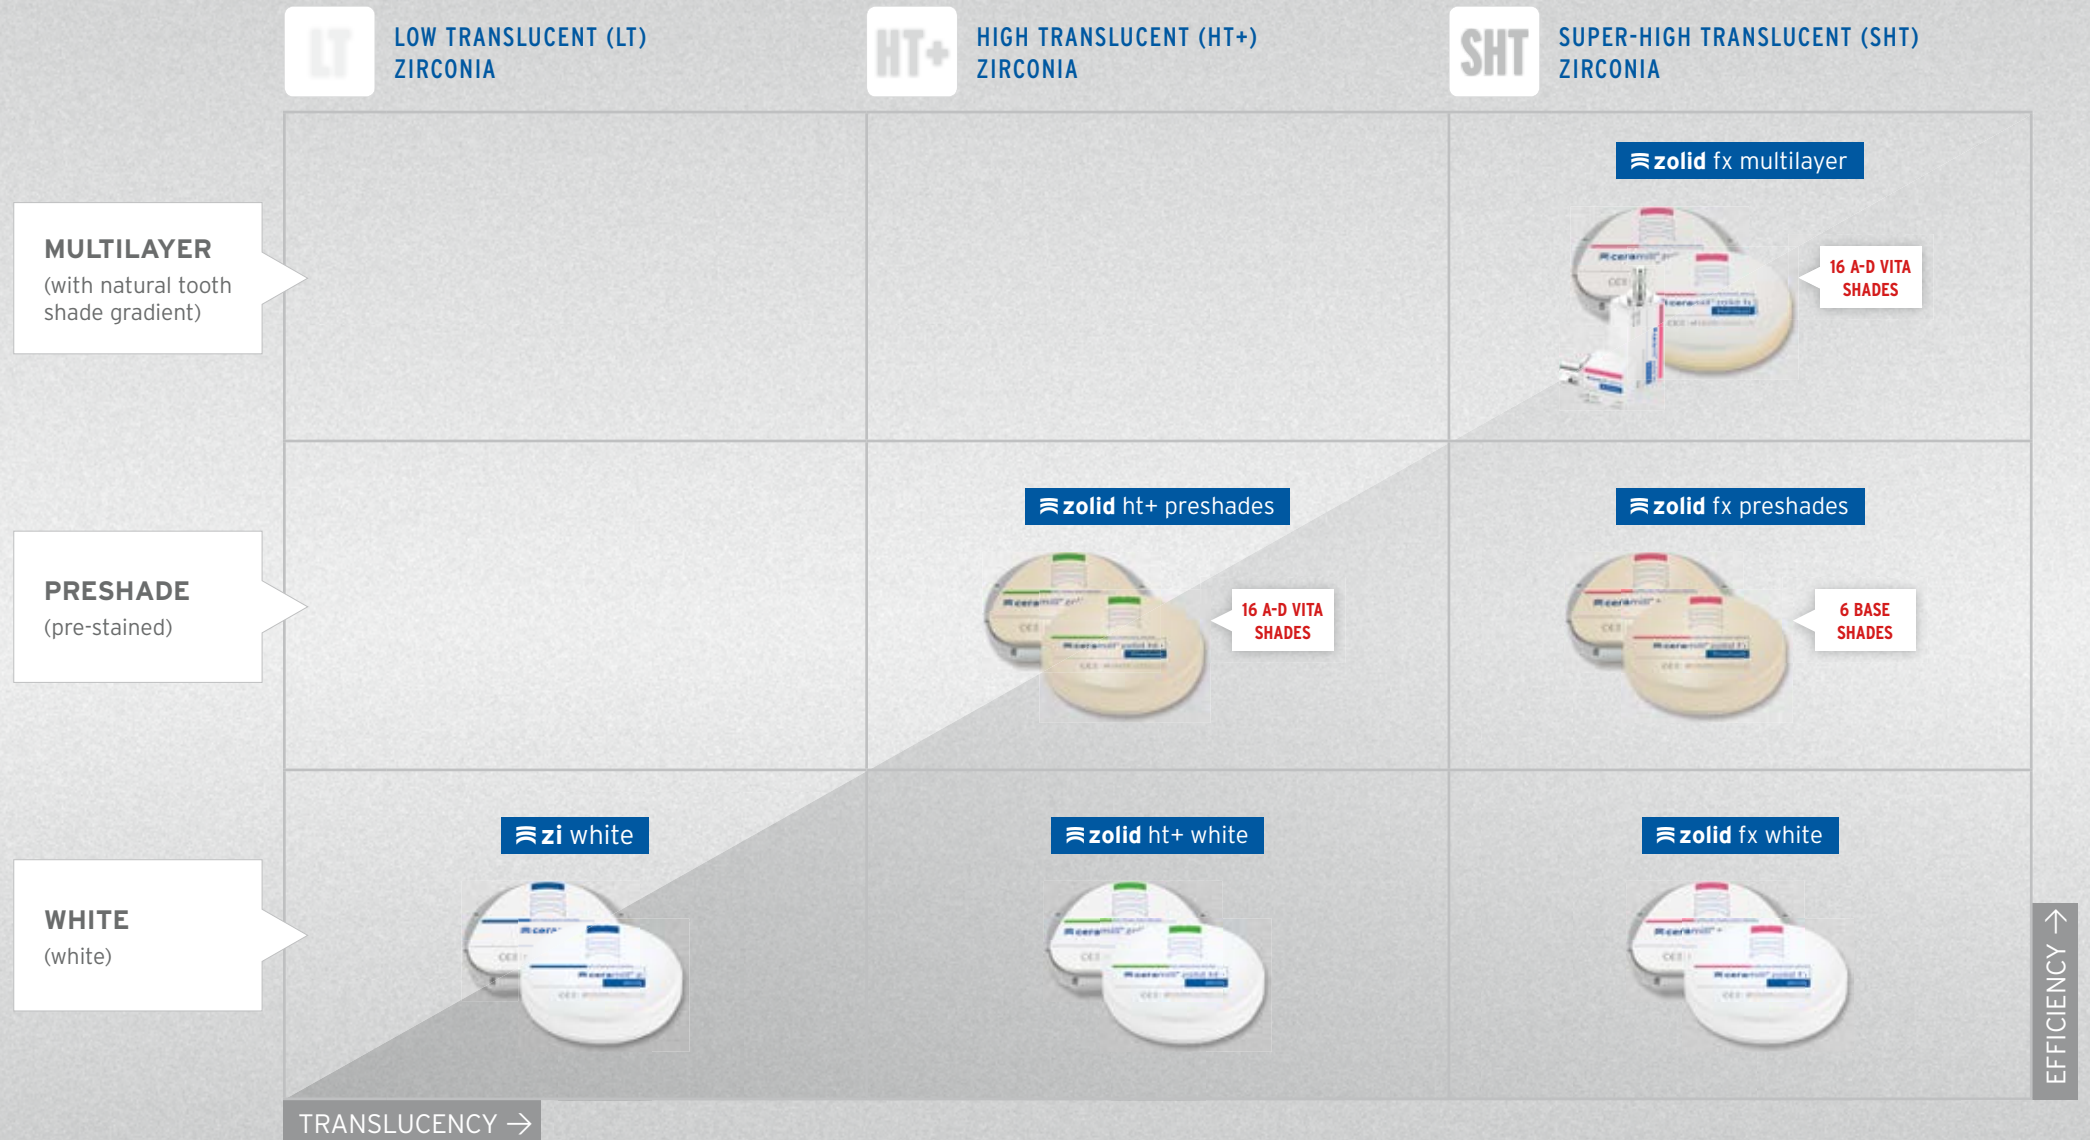 LT
LOW TRANSLUCENT (LT)
ZIRCONIA
HT+
HIGH TRANSLUCENT (HT+)
ZIRCONIA
SHT
SUPER-HIGH TRANSLUCENT (SHT)
ZIRCONIA
MULTILAYER
(with natural tooth
shade gradient)
zolid fx multilayer
16 A-D VITA
SHADES
PRESHADE
(pre-stained)
zolid ht+ preshades
16 A-D VITA
SHADES
zolid fx preshades
6 BASE
SHADES
WHITE
(white)
zi white
zolid ht+ white
zolid fx white
EFFICIENCY →
TRANSLUCENCY →